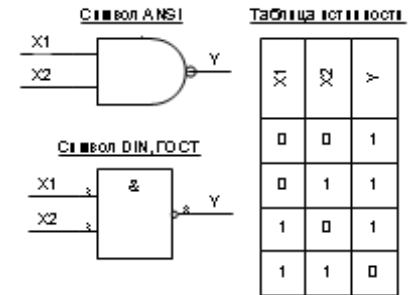 Символ ANSI
X1
X2
Y
Символ DIN, ГОСТ
X1
&
X2
Y
Таблица истинности
X1 X2 Y
0 0 1
0 1 1
1 0 1
1 1 0